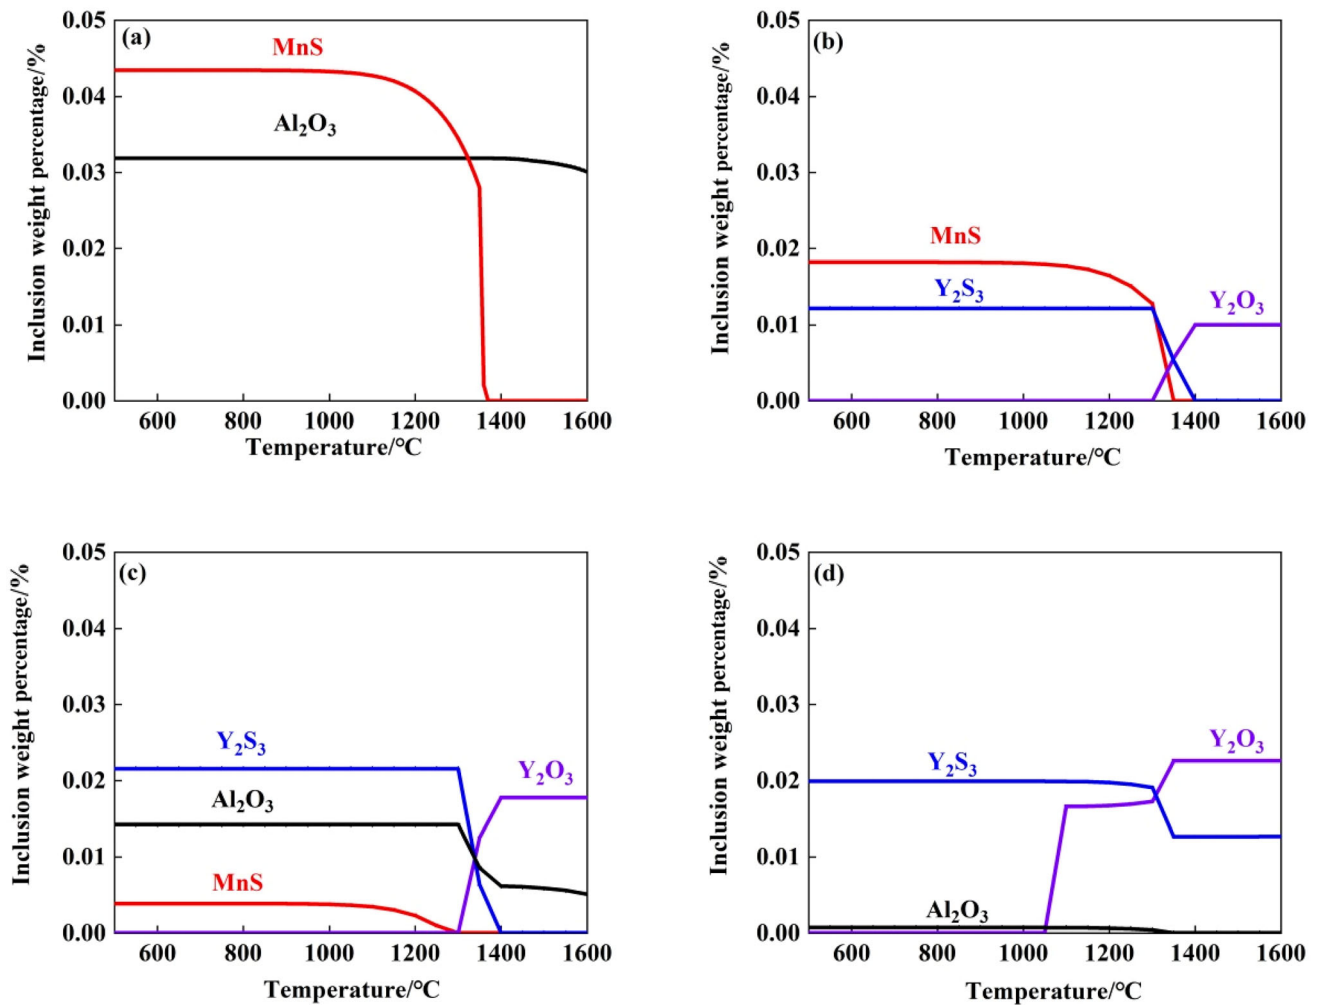 (a)
MnS
Al₂O₃
Inclusion weight percentage/%
0.05
0.04
0.03
0.02
0.01
0.00
600 800 1000 1200 1400 1600
Temperature/°C
(b)
MnS
Y₂S₃
Y₂O₃
Inclusion weight percentage/%
0.05
0.04
0.03
0.02
0.01
0.00
600 800 1000 1200 1400 1600
Temperature/°C
(c)
Y₂S₃
Y₂O₃
Al₂O₃
MnS
Inclusion weight percentage/%
0.05
0.04
0.03
0.02
0.01
0.00
600 800 1000 1200 1400 1600
Temperature/°C
(d)
Y₂O₃
Y₂S₃
Al₂O₃
Inclusion weight percentage/%
0.05
0.04
0.03
0.02
0.01
0.00
600 800 1000 1200 1400 1600
Temperature/°C